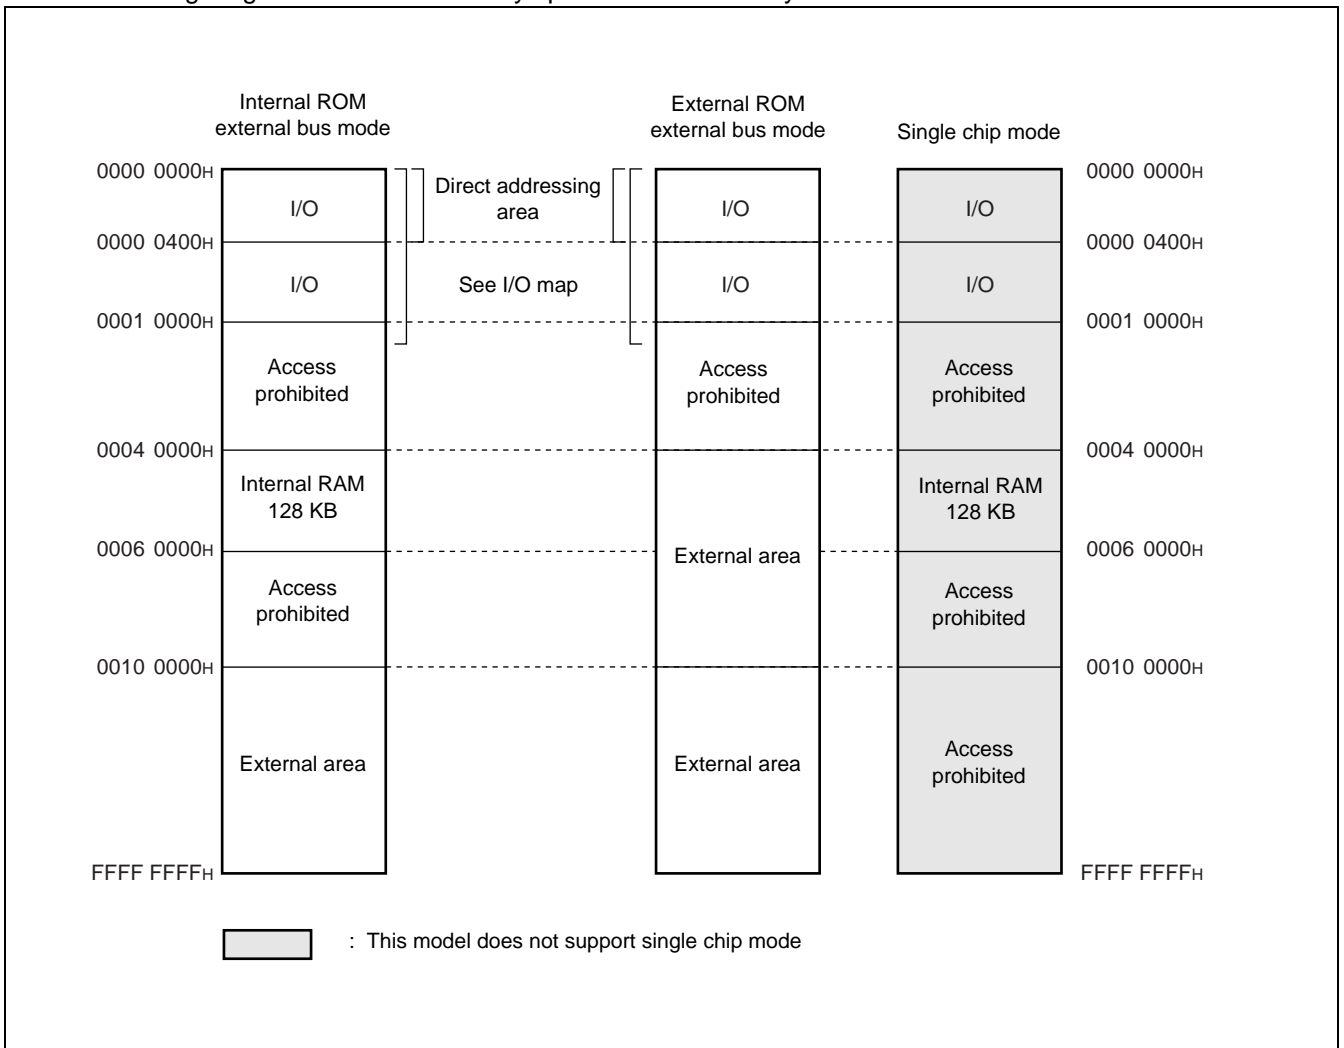 Internal ROM
external bus mode
External ROM
external bus mode
Single chip mode
0000 0000H
I/O
Direct addressing
area
I/O
I/O
0000 0000H
0000 0400H
0000 0400H
I/O
See I/O map
I/O
I/O
0001 0000H
0001 0000H
Access
prohibited
Access
prohibited
Access
prohibited
0004 0000H
0004 0000H
Internal RAM
128 KB
Internal RAM
128 KB
0006 0000H
External area
0006 0000H
Access
prohibited
Access
prohibited
0010 0000H
0010 0000H
External area
External area
Access
prohibited
FFFF FFFFH
FFFF FFFFH
: This model does not support single chip mode